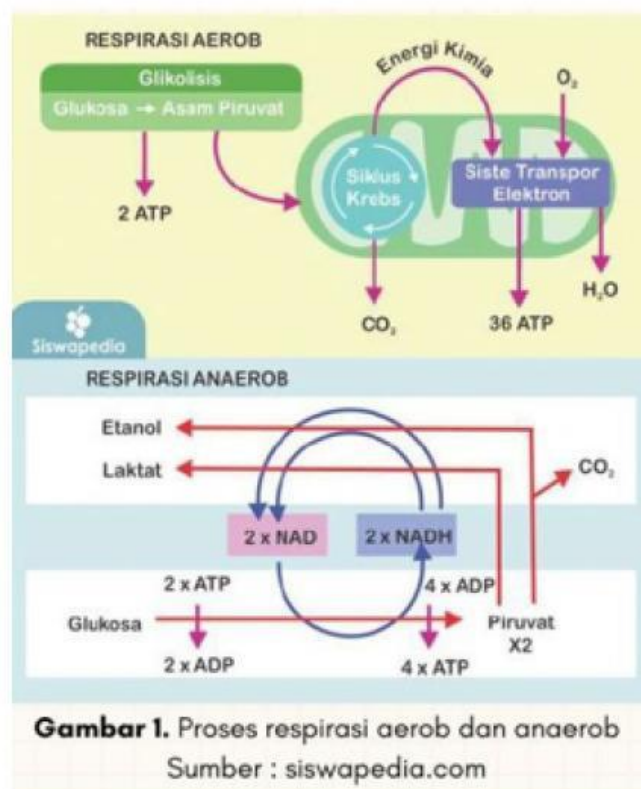 RESPIRASI AEROB
Glikolisis
Glukosa → Asam Piruvat
2 ATP
Energi Kimia
O₂
Siklus
Krebs
Siste Transpor
Elektron
CO₂
36 ATP
H₂O
Siswapedia
RESPIRASI ANAEROB
Etanol
Laktat
CO₂
2 x NAD
2 x NADH
2 x ATP
4 x ADP
Glukosa
Piruvat
X2
2 x ADP
4 x ATP
Gambar 1. Proses respirasi aerob dan anaerob
Sumber : siswapedia.com